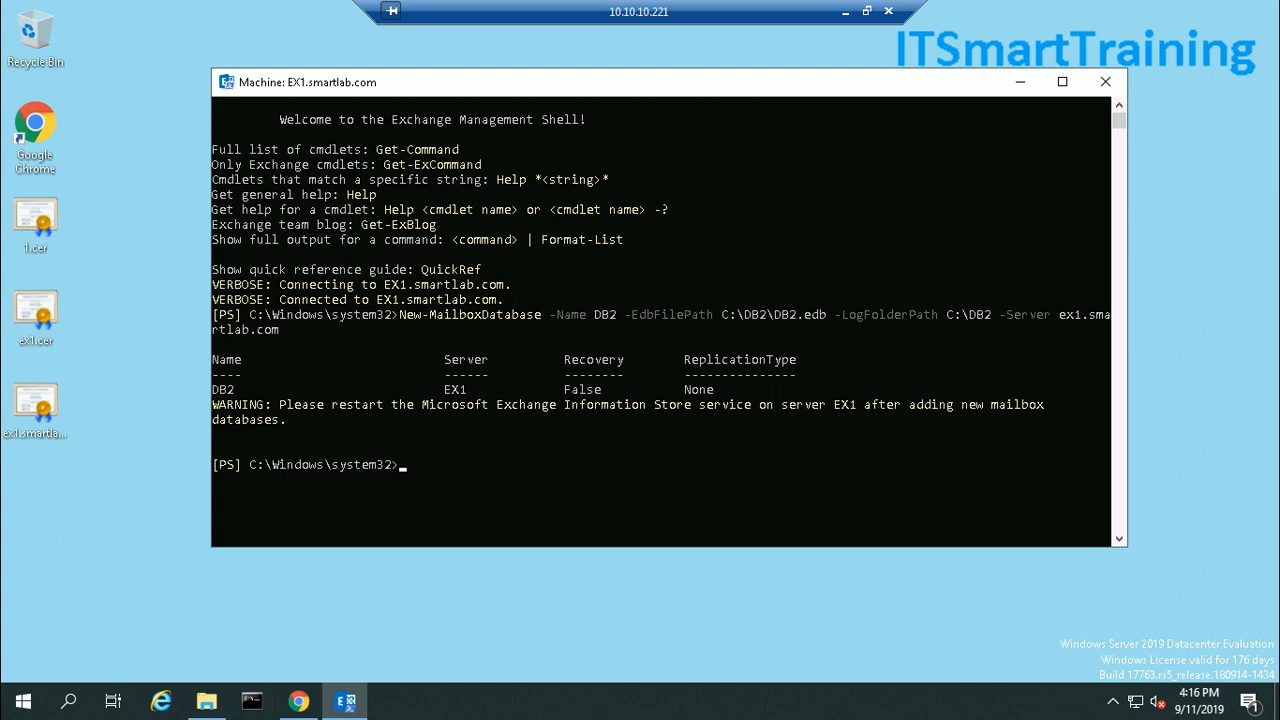 10.10.10.221
ITSmartTraining
Recycle Bin
Google
Chrome
1.cer
ex1.cer
ex1.smartla...
Machine: EX1.smartlab.com
Welcome to the Exchange Management Shell!
Full list of cmdlets: Get-Command
Only Exchange cmdlets: Get-ExCommand
Cmdlets that match a specific string: Help *<string>*
Get general help: Help
Get help for a cmdlet: Help <cmdlet name> or <cmdlet name> -?
Exchange team blog: Get-ExBlog
Show full output for a command: <command> | Format-List
Show quick reference guide: QuickRef
VERBOSE: Connecting to EX1.smartlab.com.
VERBOSE: Connected to EX1.smartlab.com.
[PS] C:\Windows\system32>New-MailboxDatabase -Name DB2 -EdbFilePath C:\DB2\DB2.edb -LogFolderPath C:\DB2 -Server ex1.sma
rtlab.com
Name Server Recovery ReplicationType
---- ------ -------- ---------------
DB2 EX1 False None
WARNING: Please restart the Microsoft Exchange Information Store service on server EX1 after adding new mailbox
databases.
[PS] C:\Windows\system32>
Windows Server 2019 Datacenter Evaluation
Windows License valid for 176 days
Build 17763.rs5_release.180914-1434
4:16 PM
9/11/2019
1